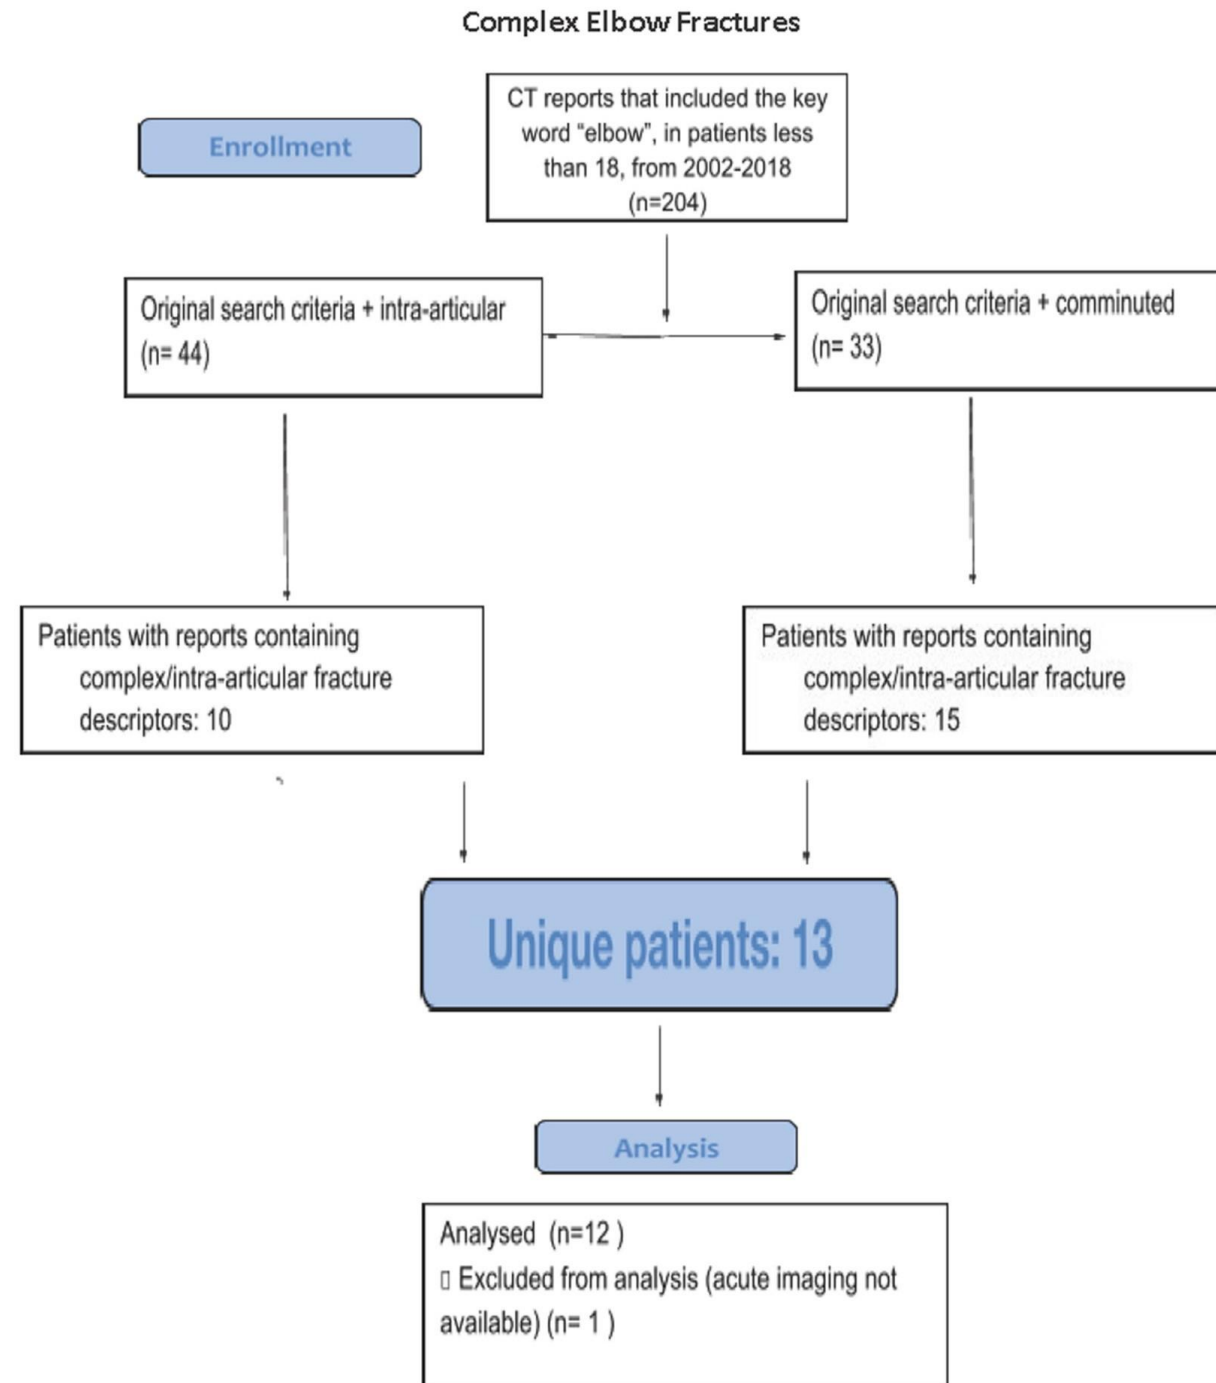 Complex Elbow Fractures
Enrollment
CT reports that included the key
word “elbow”, in patients less
than 18, from 2002-2018
(n=204)
Original search criteria + intra-articular
(n= 44)
Original search criteria + comminuted
(n= 33)
Patients with reports containing
complex/intra-articular fracture
descriptors: 10
Patients with reports containing
complex/intra-articular fracture
descriptors: 15
Unique patients: 13
Analysis
Analysed (n=12 )
▯ Excluded from analysis (acute imaging not
available) (n= 1 )